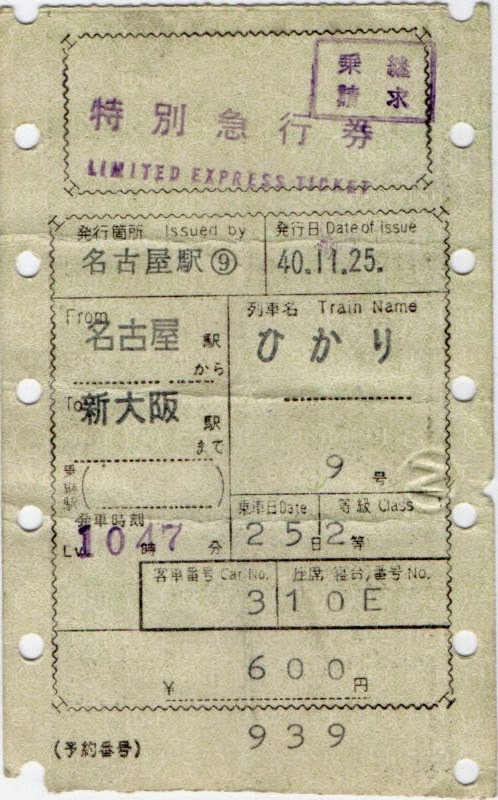 乗継
請求
特別急行券
LIMITED EXPRESS TICKET
発行箇所 Issued by
名古屋駅⑨
発行日 Date of Issue
40.11.25.
From
名古屋 駅
から
To
新大阪 駅
まで
列車名 Train Name
ひかり
9 号
発車時刻
Lv. 10 時 47 分
乗車日 Date
25 日
等級 Class
2 等
客車番号 Car No.
3
座席, 寝台, 番号 No.
10E
¥ 600 円
(予約番号) 939